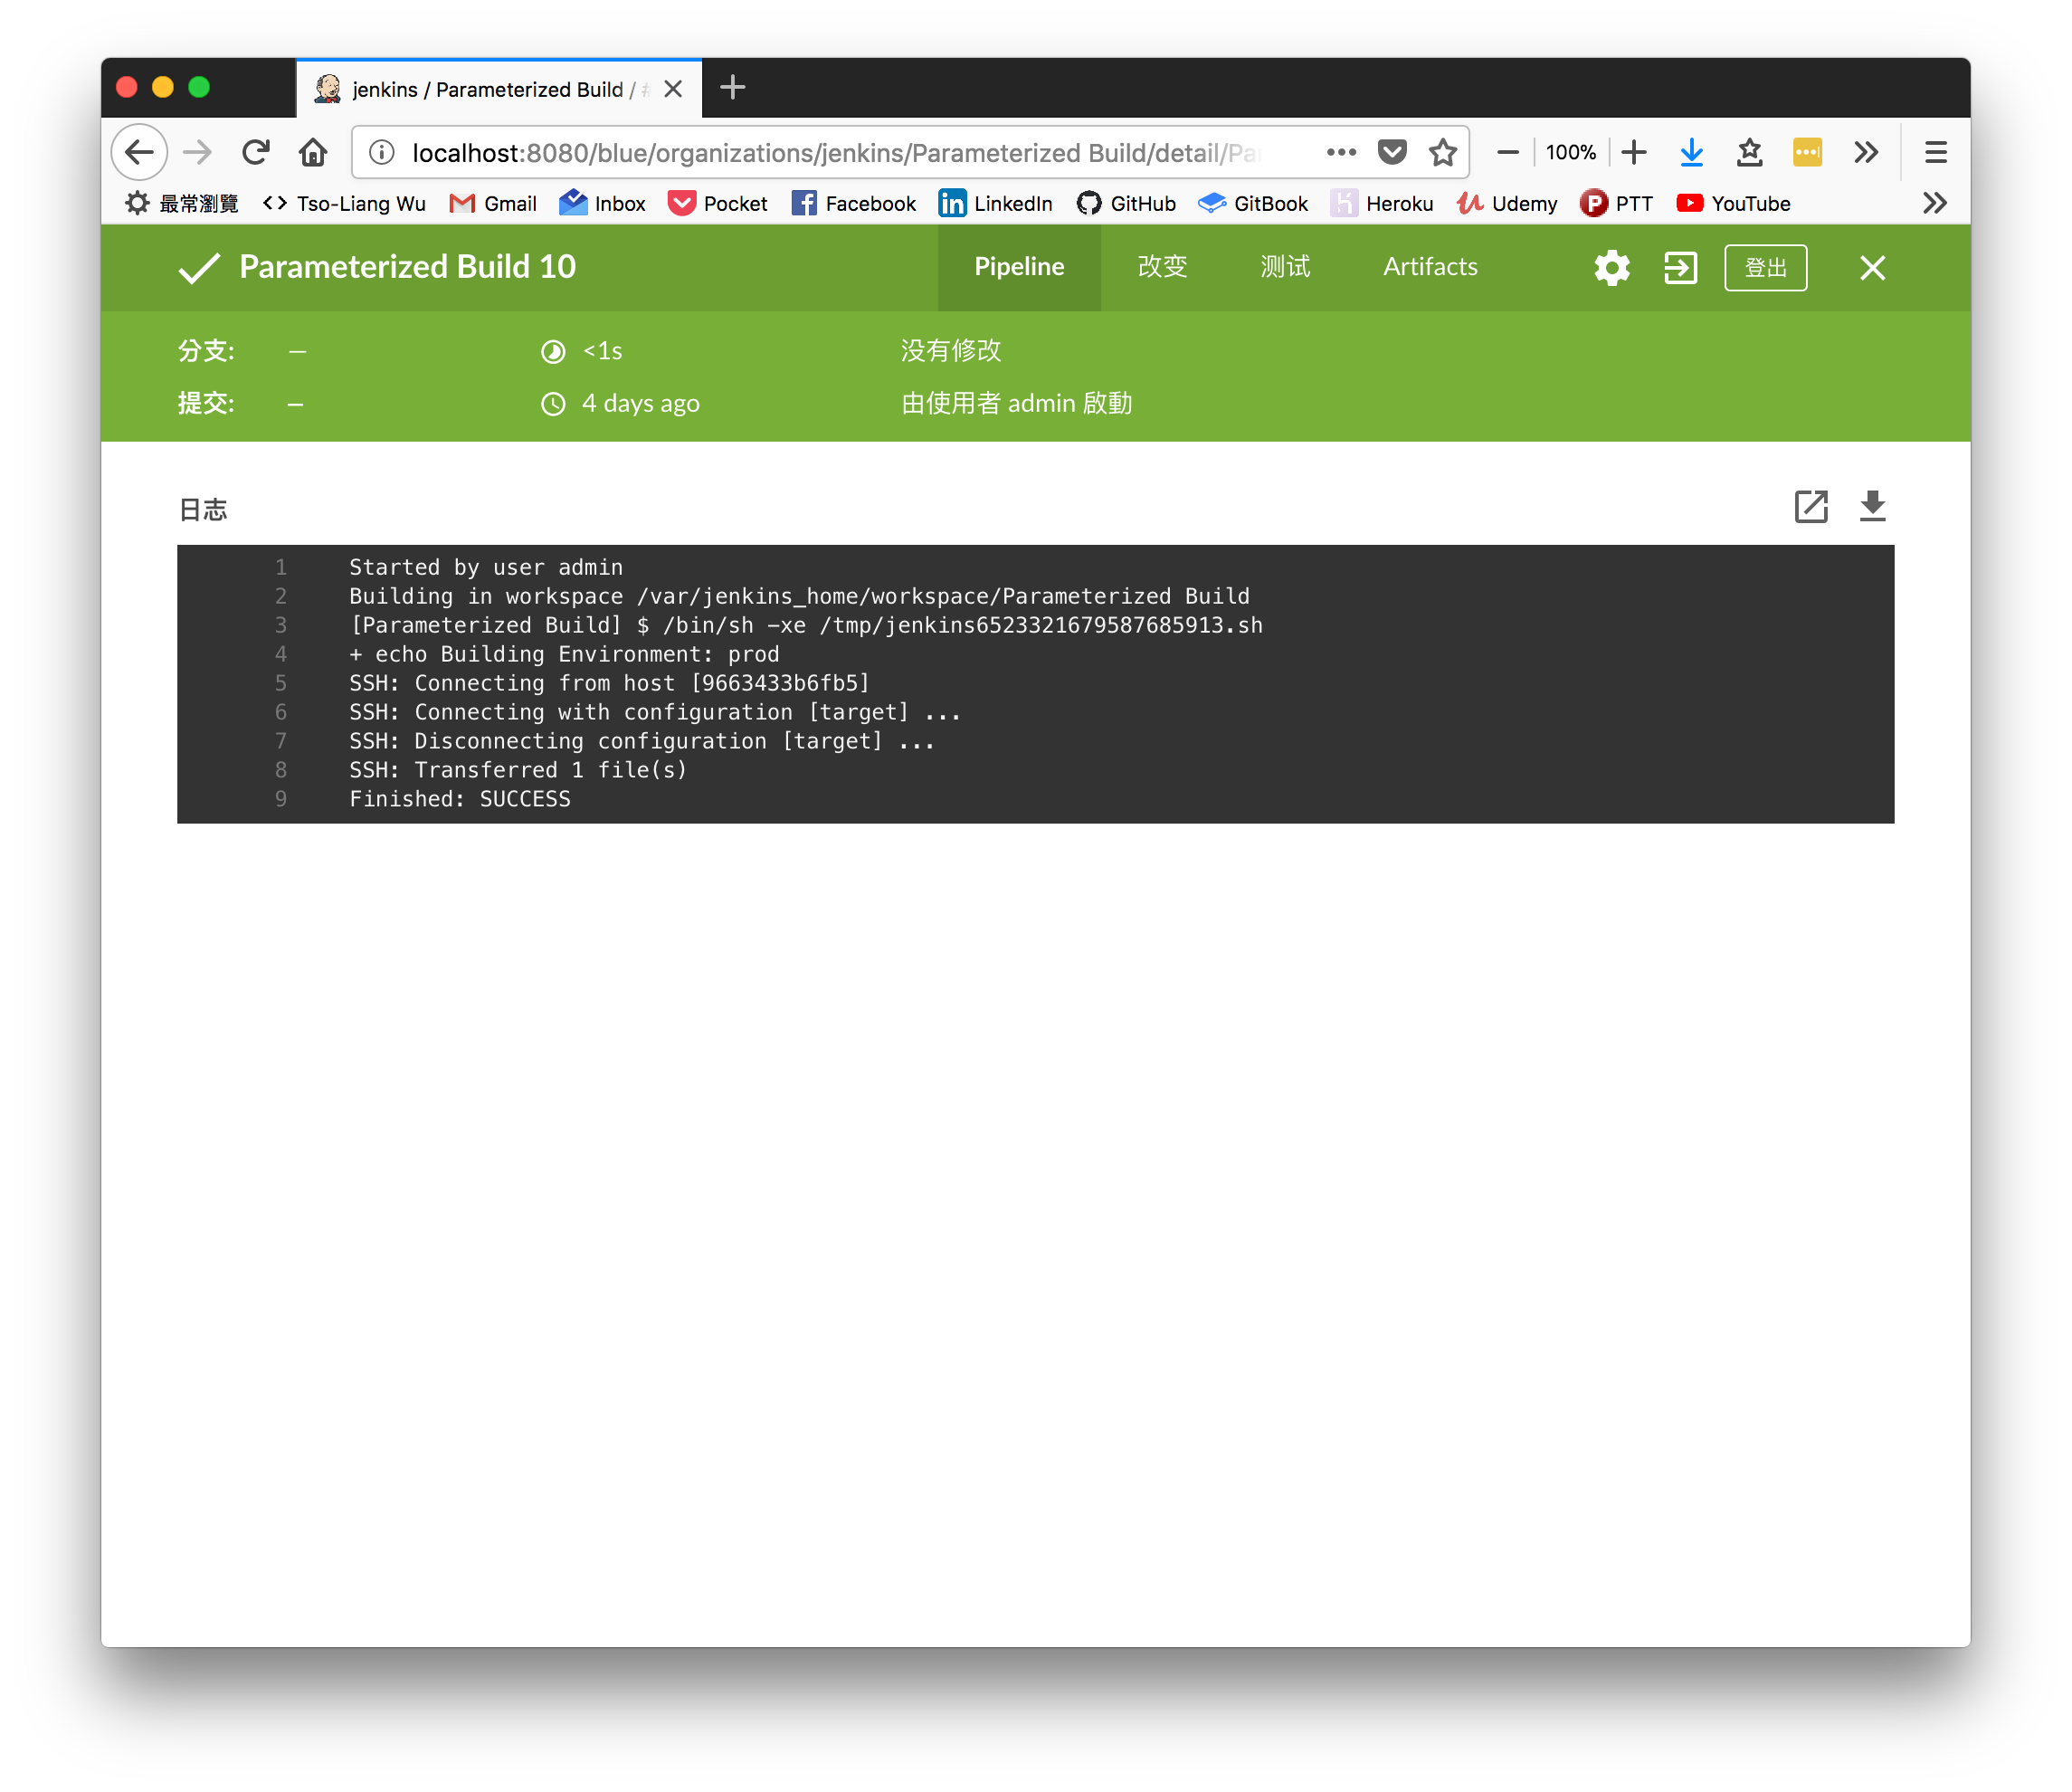 jenkins / Parameterized Build / #
localhost:8080/blue/organizations/jenkins/Parameterized Build/detail/Pa
100%
最常瀏覽 Tso-Liang Wu Gmail Inbox Pocket Facebook LinkedIn GitHub GitBook Heroku Udemy PTT YouTube
Parameterized Build 10 Pipeline 改变 测试 Artifacts 登出
分支: — <1s 没有修改
提交: — 4 days ago 由使用者 admin 啟動
日志
1 Started by user admin
2 Building in workspace /var/jenkins_home/workspace/Parameterized Build
3 [Parameterized Build] $ /bin/sh -xe /tmp/jenkins6523321679587685913.sh
4 + echo Building Environment: prod
5 SSH: Connecting from host [9663433b6fb5]
6 SSH: Connecting with configuration [target] ...
7 SSH: Disconnecting configuration [target] ...
8 SSH: Transferred 1 file(s)
9 Finished: SUCCESS